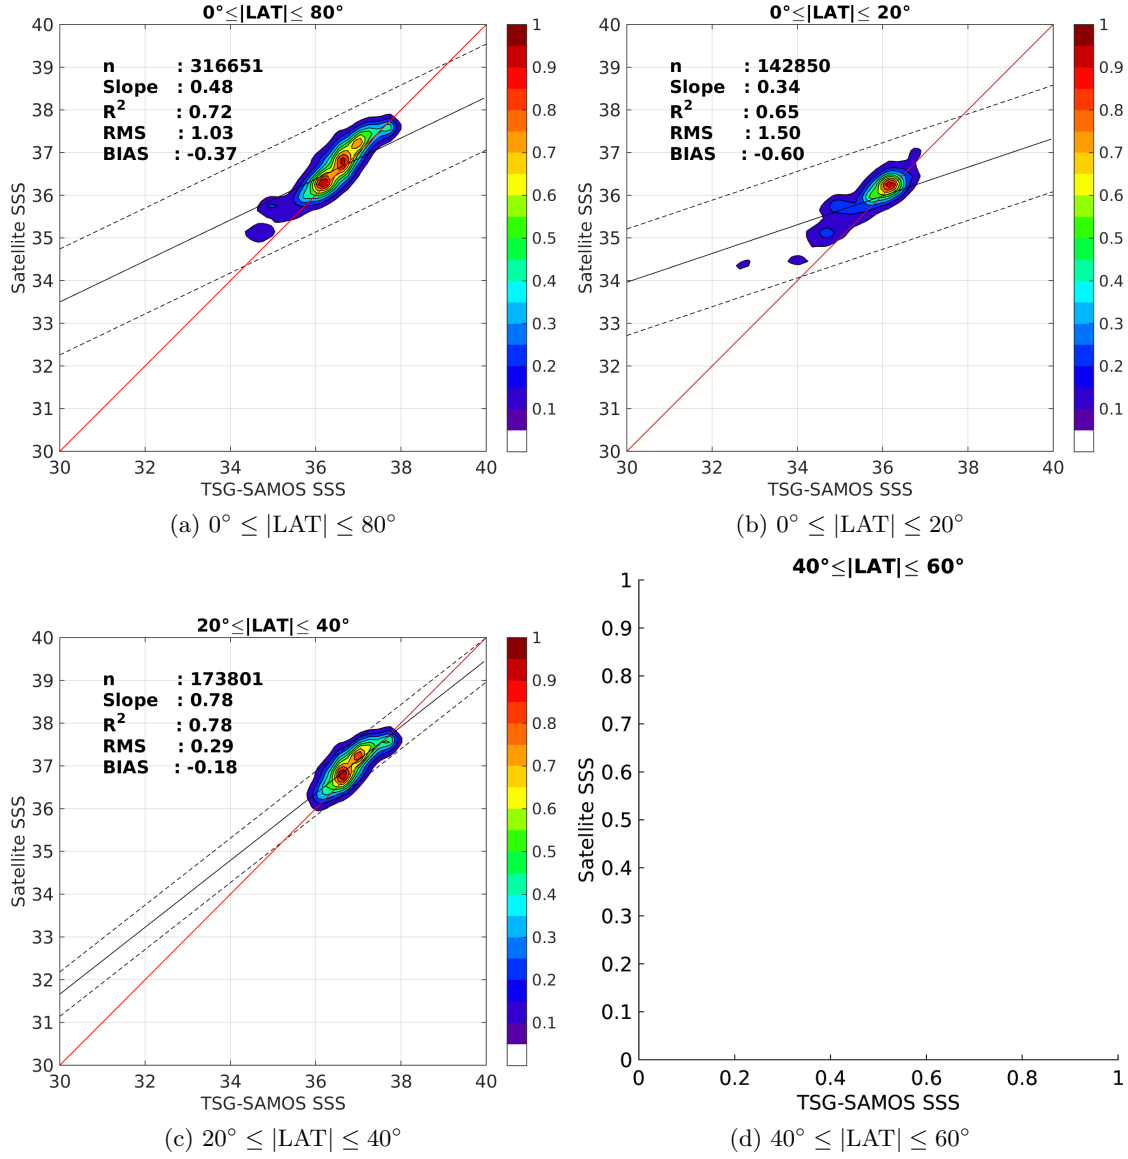 0°≤|LAT|≤ 80°
40
39
38
37
36
35
34
33
32
31
30
n : 316651
Slope : 0.48
R² : 0.72
RMS : 1.03
BIAS : -0.37
Satellite SSS
30 32 34 36 38 40
TSG-SAMOS SSS
1
0.9
0.8
0.7
0.6
0.5
0.4
0.3
0.2
0.1
(a) 0° ≤ |LAT| ≤ 80°
0°≤|LAT|≤ 20°
40
39
38
37
36
35
34
33
32
31
30
n : 142850
Slope : 0.34
R² : 0.65
RMS : 1.50
BIAS : -0.60
Satellite SSS
30 32 34 36 38 40
TSG-SAMOS SSS
1
0.9
0.8
0.7
0.6
0.5
0.4
0.3
0.2
0.1
(b) 0° ≤ |LAT| ≤ 20°
20°≤|LAT|≤ 40°
40
39
38
37
36
35
34
33
32
31
30
n : 173801
Slope : 0.78
R² : 0.78
RMS : 0.29
BIAS : -0.18
Satellite SSS
30 32 34 36 38 40
TSG-SAMOS SSS
1
0.9
0.8
0.7
0.6
0.5
0.4
0.3
0.2
0.1
(c) 20° ≤ |LAT| ≤ 40°
40°≤|LAT|≤ 60°
1
0.9
0.8
0.7
0.6
0.5
0.4
0.3
0.2
0.1
0
Satellite SSS
0 0.2 0.4 0.6 0.8 1
TSG-SAMOS SSS
(d) 40° ≤ |LAT| ≤ 60°